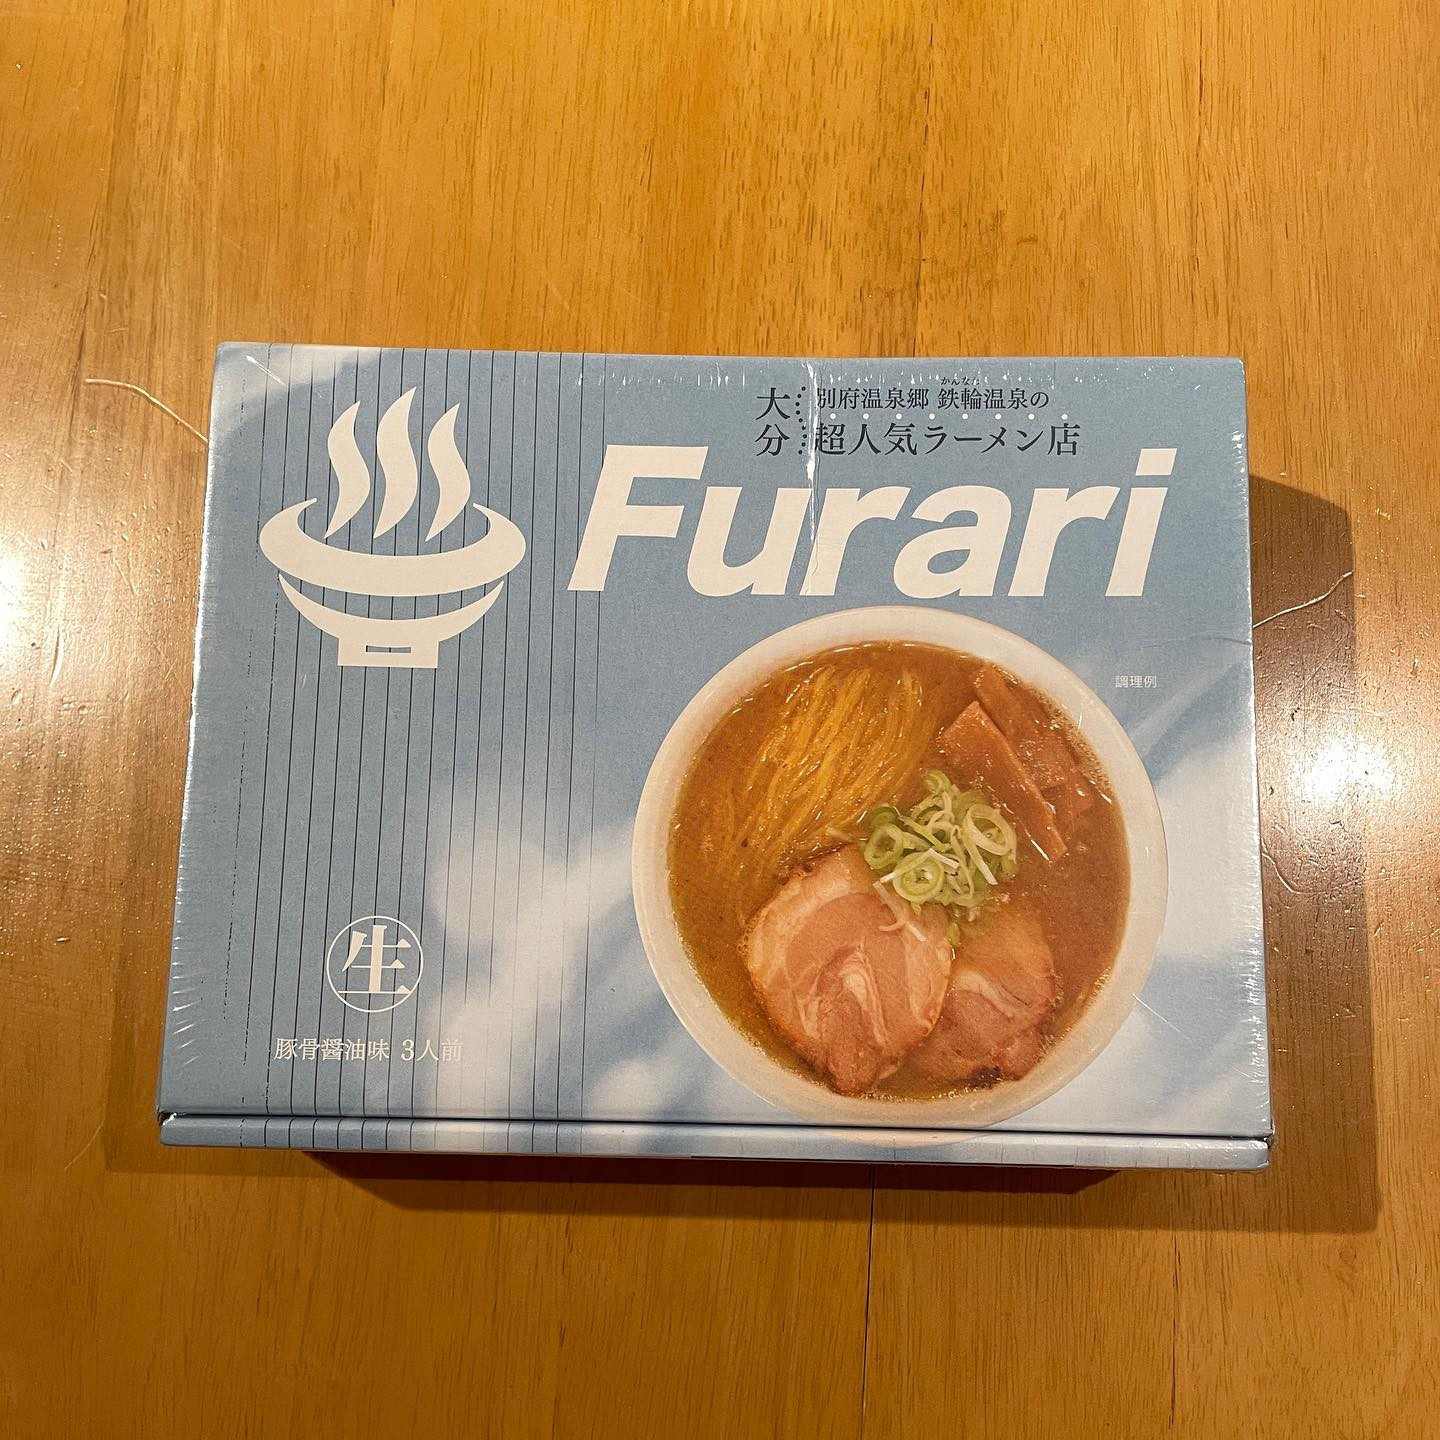 大分
別府温泉郷 鉄輪温泉の
かんなわ
超人気ラーメン店
Furari
調理例
生
豚骨醤油味 3人前